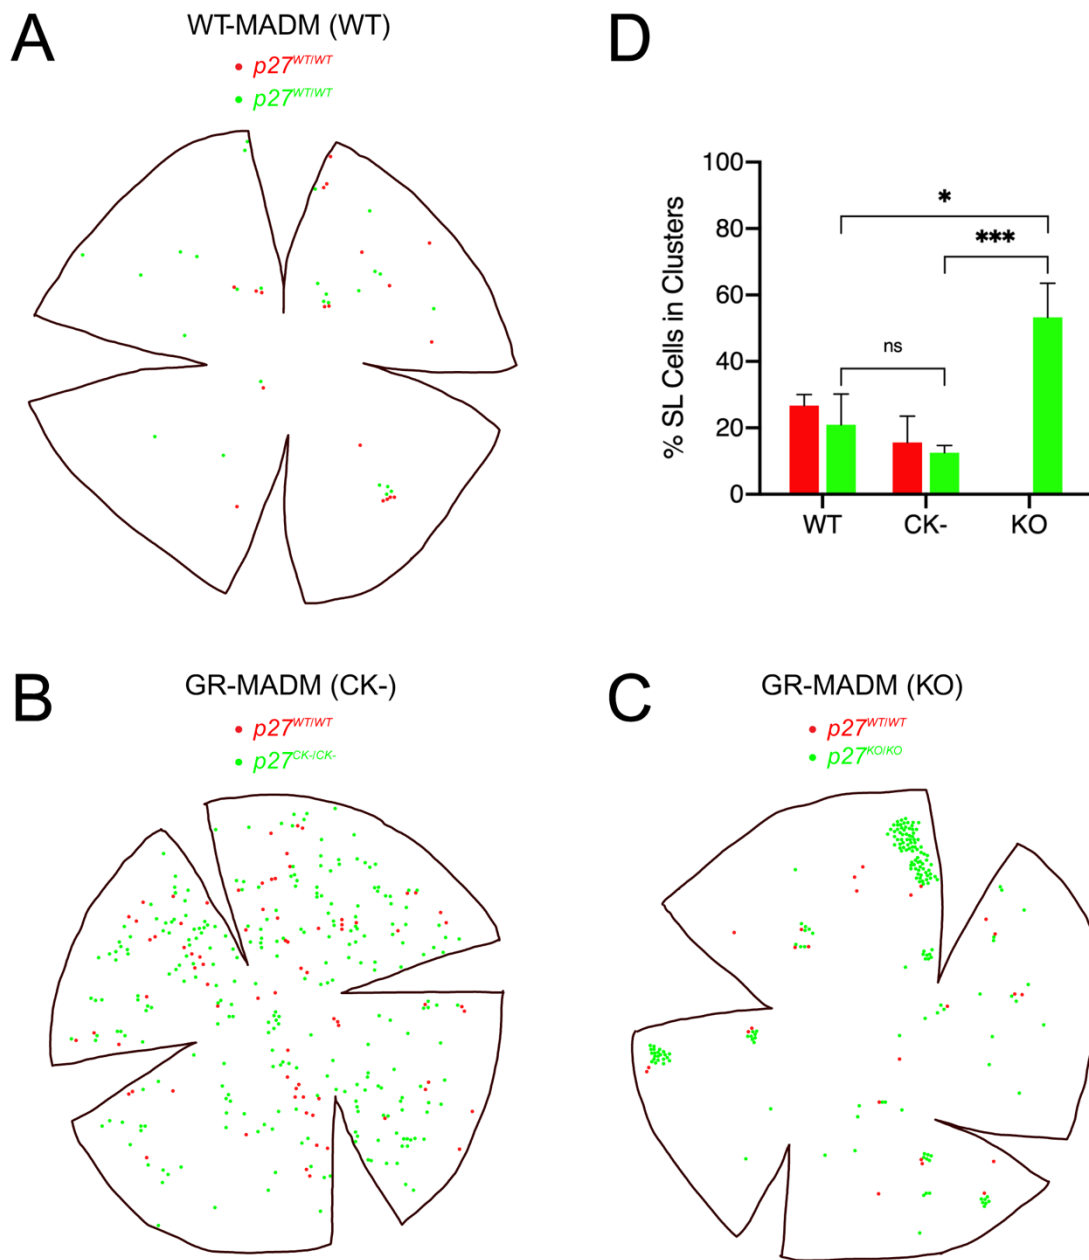 A
WT-MADM (WT)
p27WT/WT
p27WT/WT
D
% SL Cells in Clusters
100
80
60
40
20
0
*
***
ns
WT
CK-
KO
B
GR-MADM (CK-)
p27WT/WT
p27CK-/CK-
C
GR-MADM (KO)
p27WT/WT
p27KO/KO